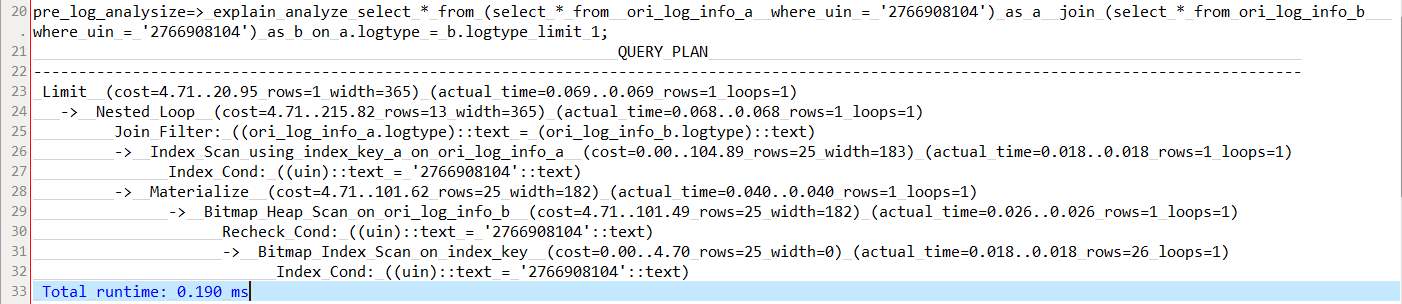 20 pre_log_analysize=> explain analyze select * from (select * from  ori_log_info_a  where uin = '2766908104') as a  join (select * from ori_log_info_b
. where uin = '2766908104') as b on a.logtype = b.logtype limit 1;
21 QUERY PLAN
22 --------------------------------------------------------------------------------------------------------------------------------------------
23 Limit  (cost=4.71..20.95 rows=1 width=365) (actual time=0.069..0.069 rows=1 loops=1)
24 ->  Nested Loop  (cost=4.71..215.82 rows=13 width=365) (actual time=0.068..0.068 rows=1 loops=1)
25 Join Filter: ((ori_log_info_a.logtype)::text = (ori_log_info_b.logtype)::text)
26 ->  Index Scan using index_key_a on ori_log_info_a  (cost=0.00..104.89 rows=25 width=183) (actual time=0.018..0.018 rows=1 loops=1)
27 Index Cond: ((uin)::text = '2766908104'::text)
28 ->  Materialize  (cost=4.71..101.62 rows=25 width=182) (actual time=0.040..0.040 rows=1 loops=1)
29 ->  Bitmap Heap Scan on ori_log_info_b  (cost=4.71..101.49 rows=25 width=182) (actual time=0.026..0.026 rows=1 loops=1)
30 Recheck Cond: ((uin)::text = '2766908104'::text)
31 ->  Bitmap Index Scan on index_key  (cost=0.00..4.70 rows=25 width=0) (actual time=0.018..0.018 rows=26 loops=1)
32 Index Cond: ((uin)::text = '2766908104'::text)
33 Total runtime: 0.190 ms